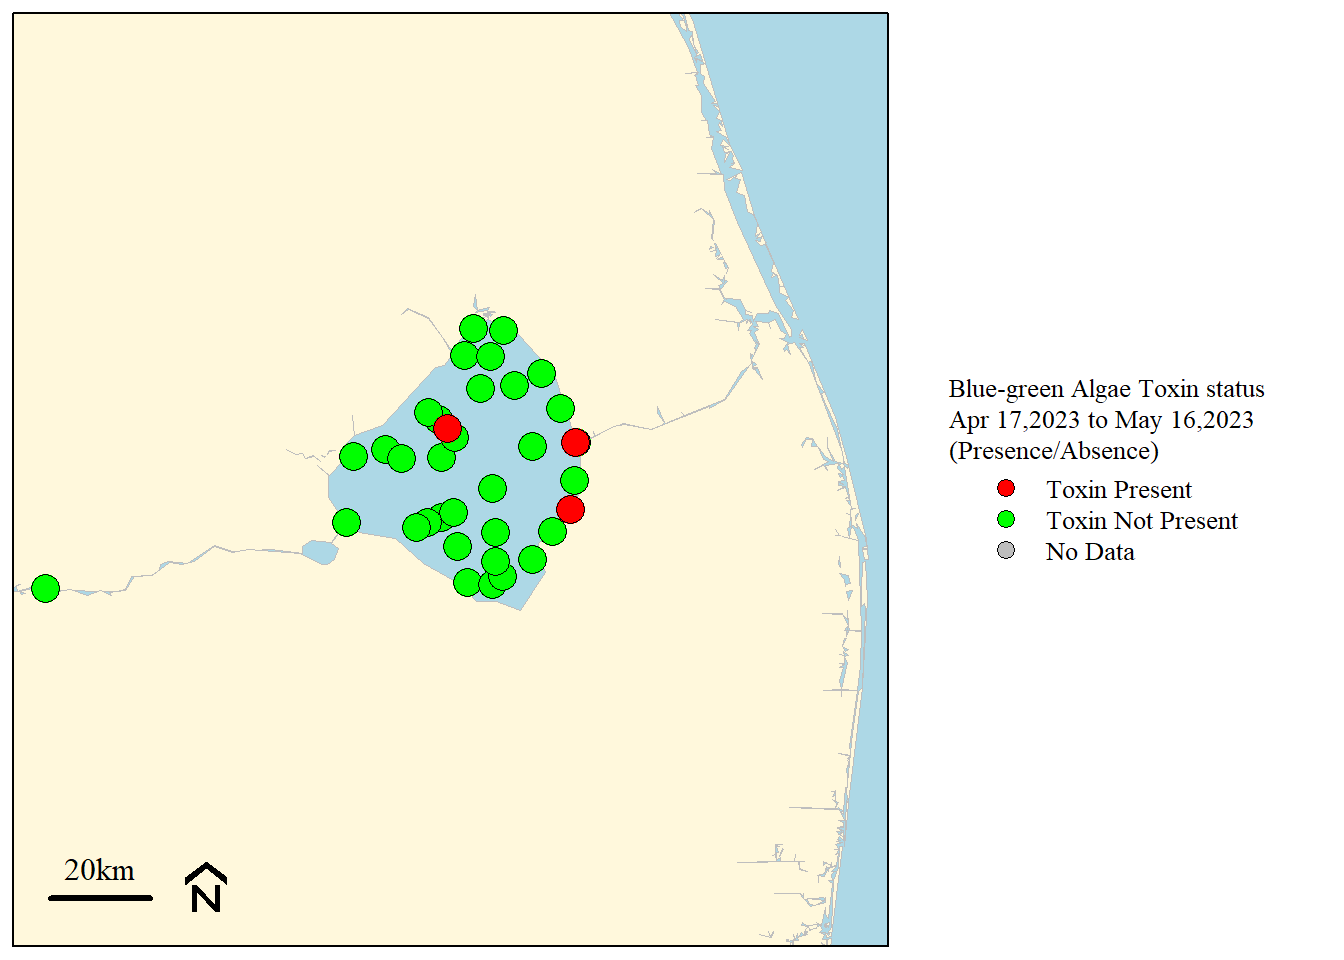 Blue-green Algae Toxin status
Apr 17,2023 to May 16,2023
(Presence/Absence)
Toxin Present
Toxin Not Present
No Data
20km
N